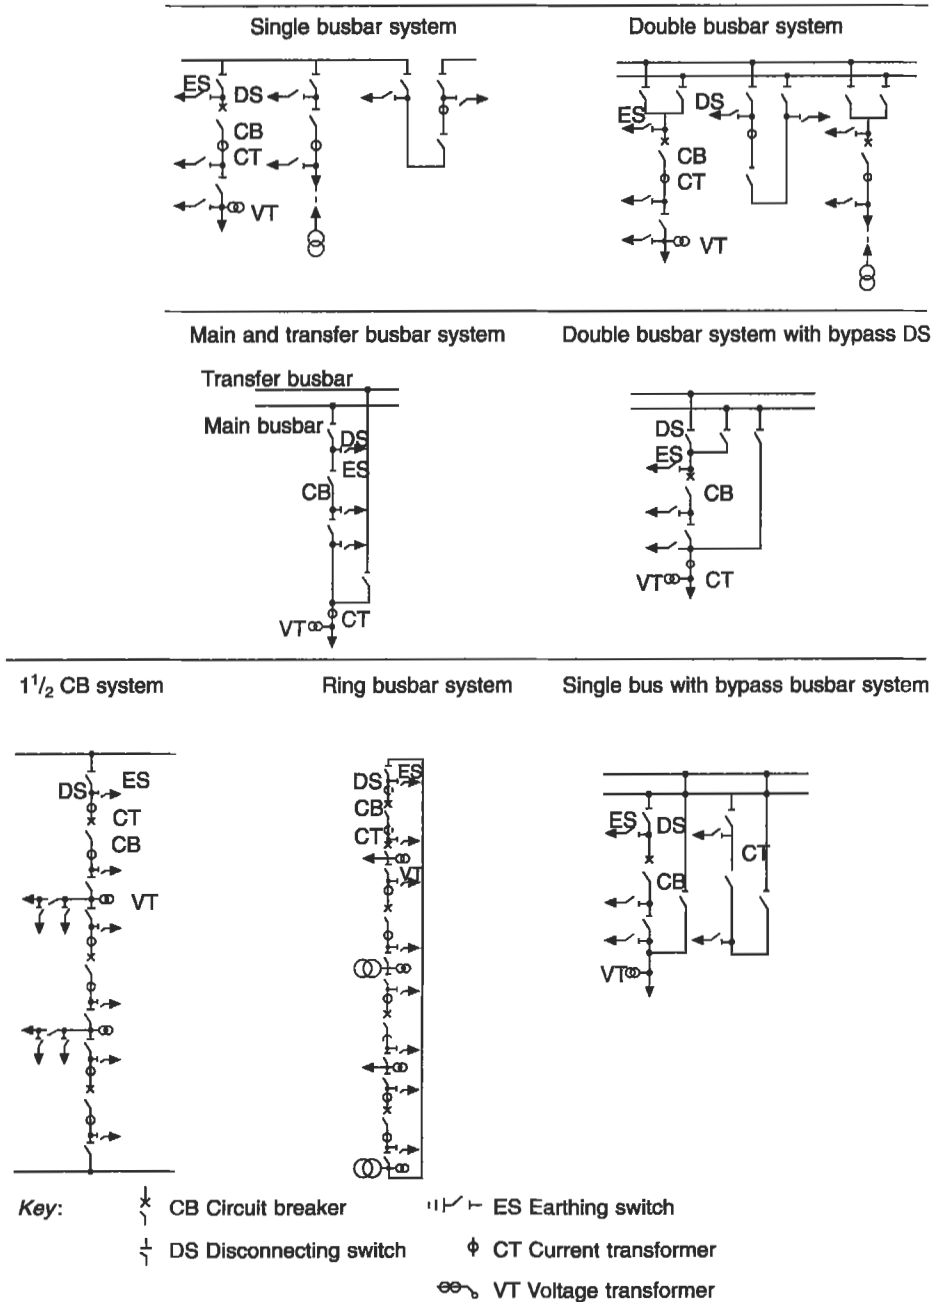 Single busbar system
Double busbar system
ES
DS
CB
CT
VT
DS
ES
CB
CT
VT
Main and transfer busbar system
Double busbar system with bypass DS
Transfer busbar
Main busbar
DS
ES
CB
CT
VT
DS
ES
CB
VT
CT
1 1/2 CB system
Ring busbar system
Single bus with bypass busbar system
DS
ES
CT
CB
VT
DS
ES
CB
CT
VT
ES
DS
CT
CB
VT
Key:
CB Circuit breaker
ES Earthing switch
DS Disconnecting switch
CT Current transformer
VT Voltage transformer